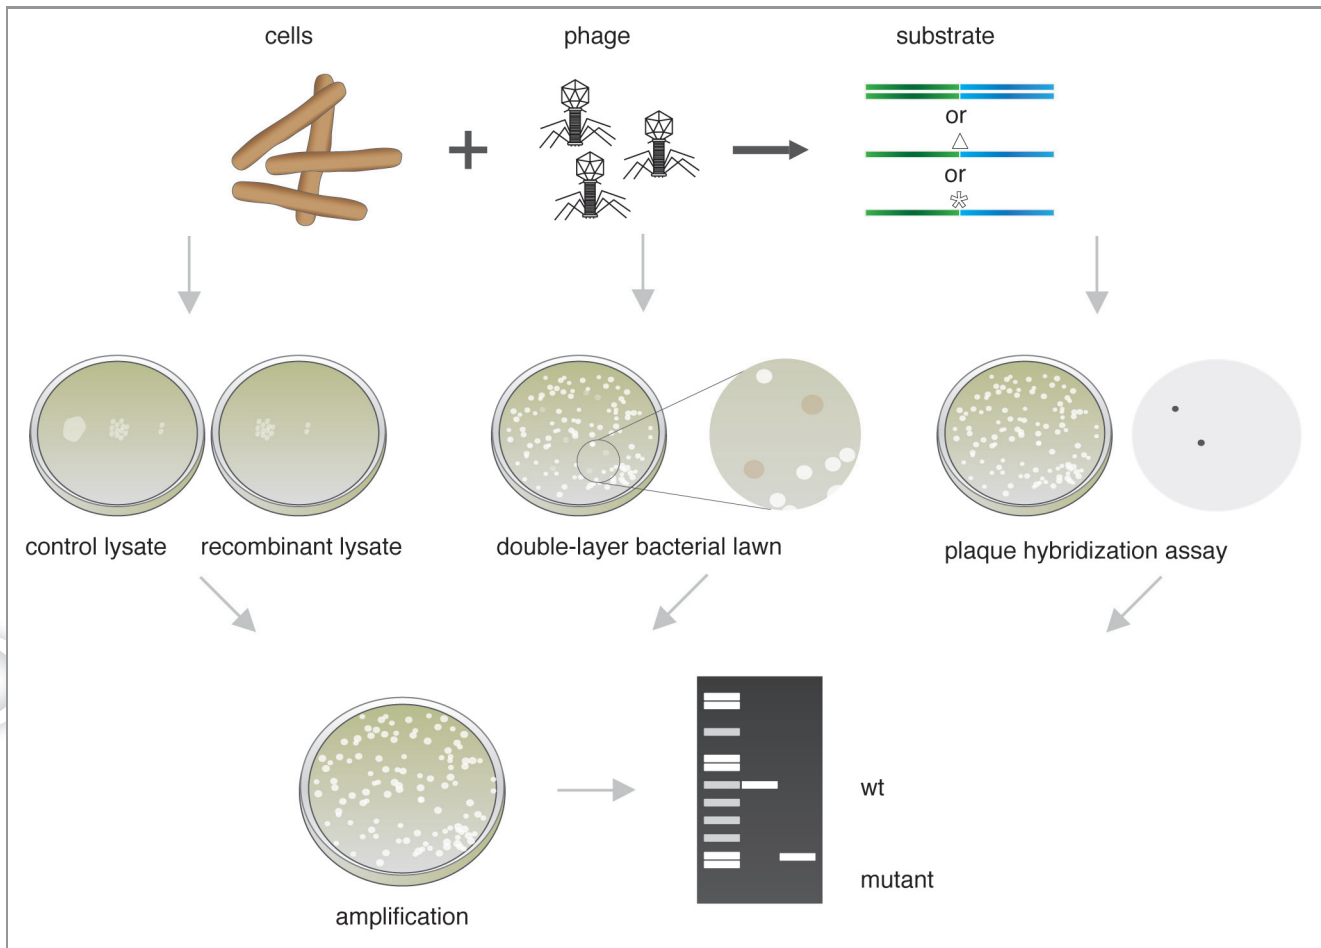 cells
phage
substrate
or
or
control lysate
recombinant lysate
double-layer bacterial lawn
plaque hybridization assay
wt
mutant
amplification